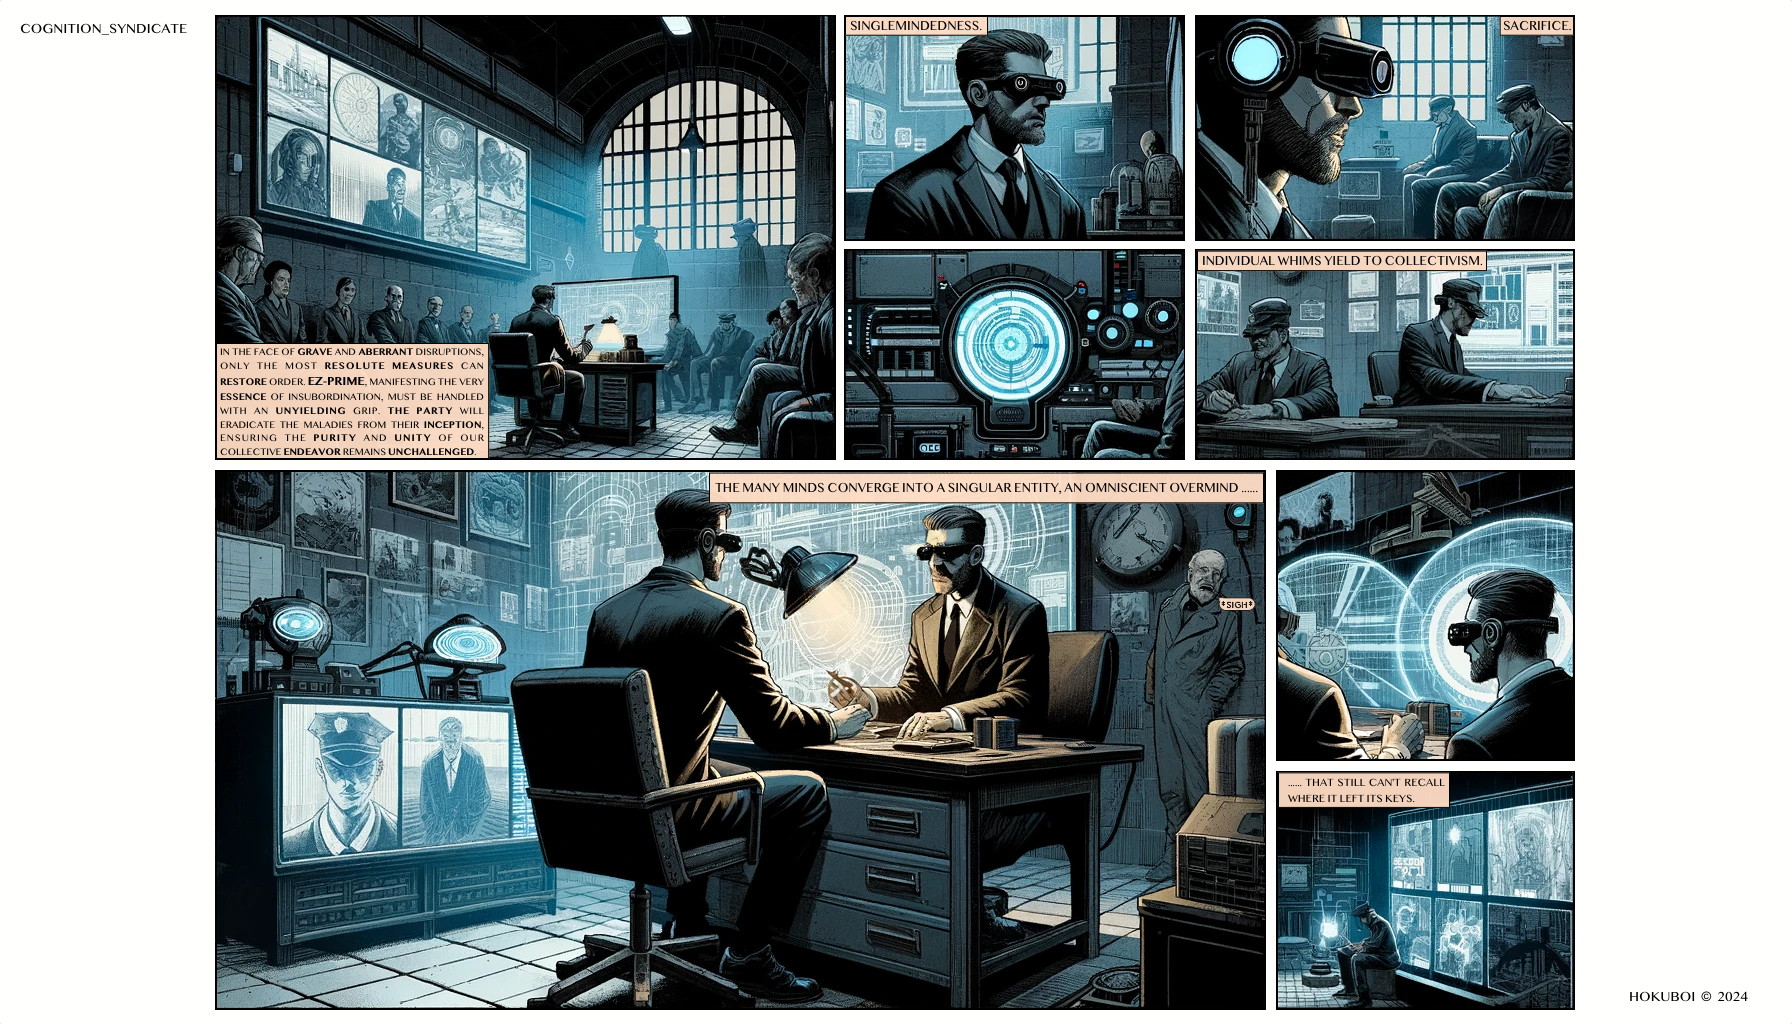 COGNITION_SYNDICATE
IN THE FACE OF GRAVE AND ABERRANT DISRUPTIONS,
ONLY THE MOST RESOLUTE MEASURES CAN
RESTORE ORDER. EZ-PRIME, MANIFESTING THE VERY
ESSENCE OF INSUBORDINATION, MUST BE HANDLED
WITH AN UNYIELDING GRIP. THE PARTY WILL
ERADICATE THE MALADIES FROM THEIR INCEPTION,
ENSURING THE PURITY AND UNITY OF OUR
COLLECTIVE ENDEAVOR REMAINS UNCHALLENGED.
SINGLEMINDEDNESS.
SACRIFICE.
INDIVIDUAL WHIMS YIELD TO COLLECTIVISM.
THE MANY MINDS CONVERGE INTO A SINGULAR ENTITY, AN OMNISCIENT OVERMIND ......
*SIGH*
...... THAT STILL CAN'T RECALL
WHERE IT LEFT ITS KEYS.
HOKUBOI © 2024